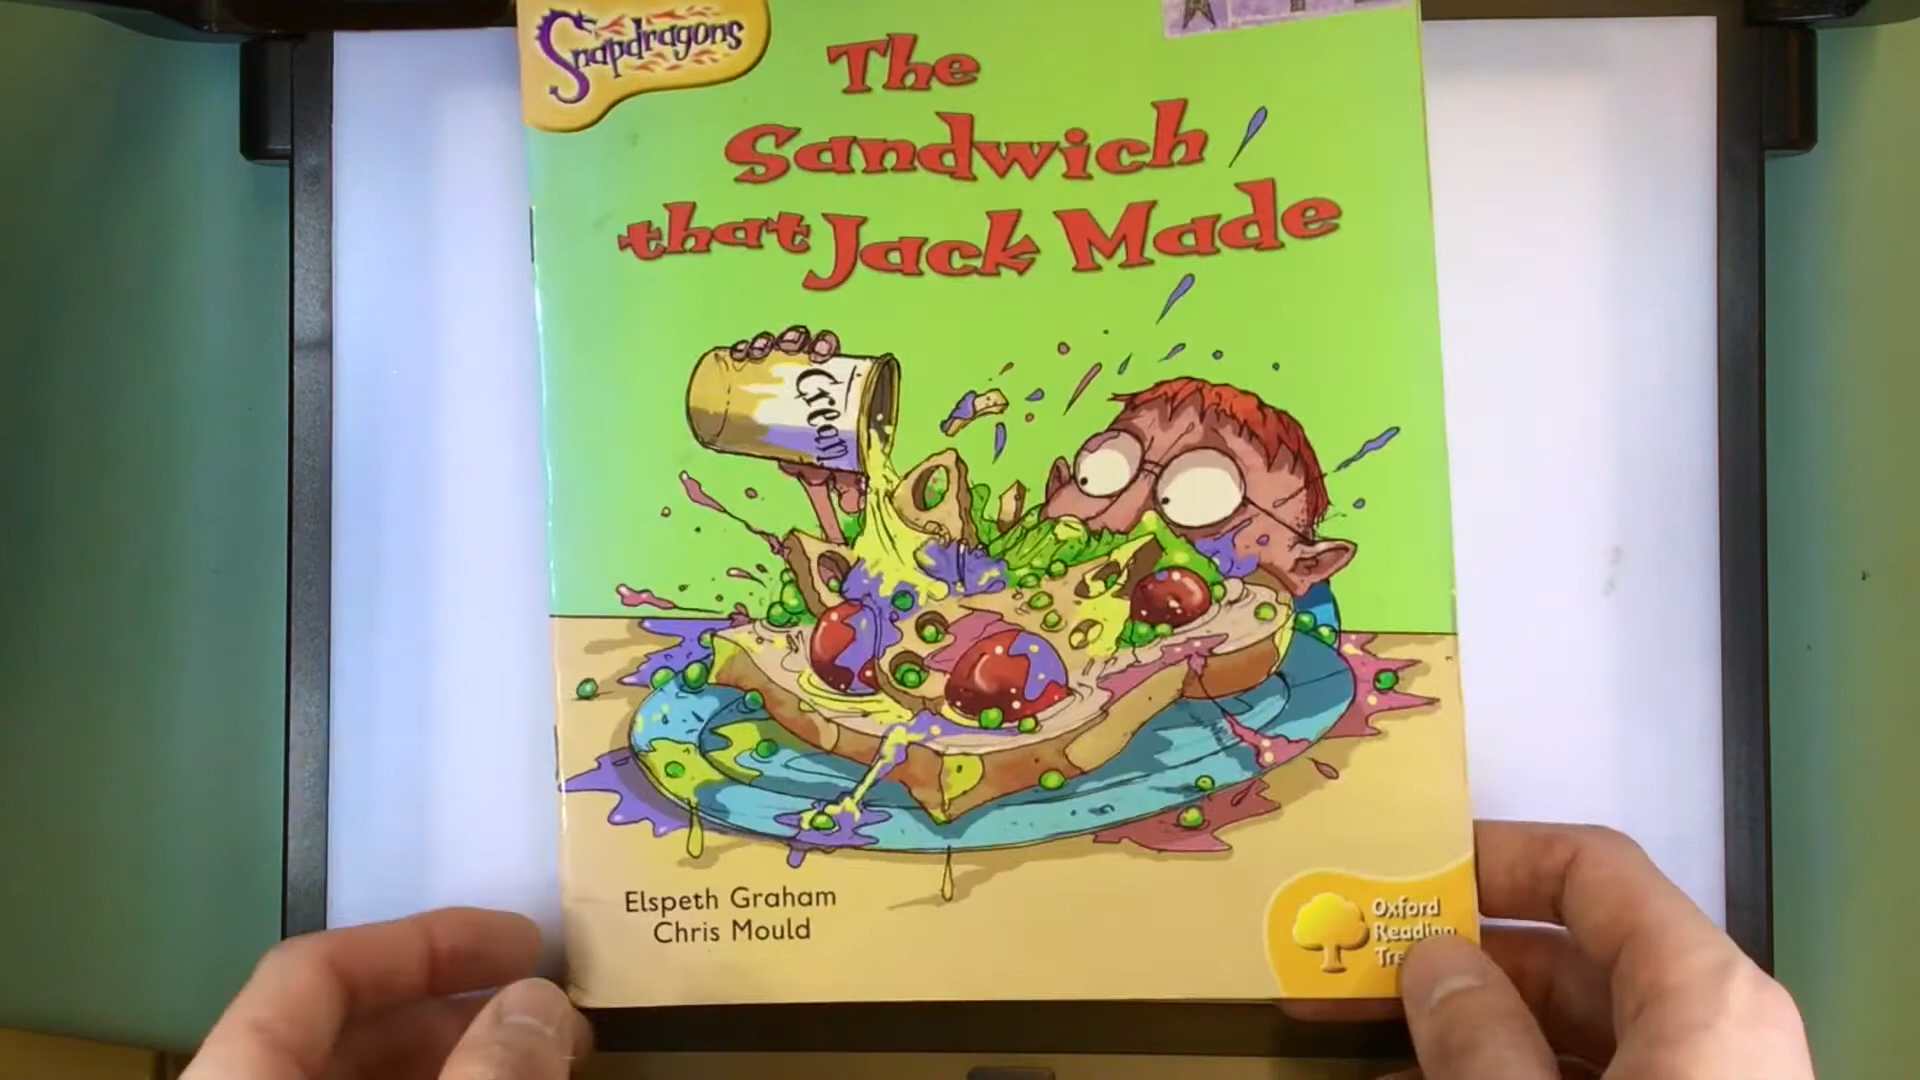 Snapdragons
The
Sandwich
that Jack Made
Cream
Elspeth Graham
Chris Mould
Oxford
Reading